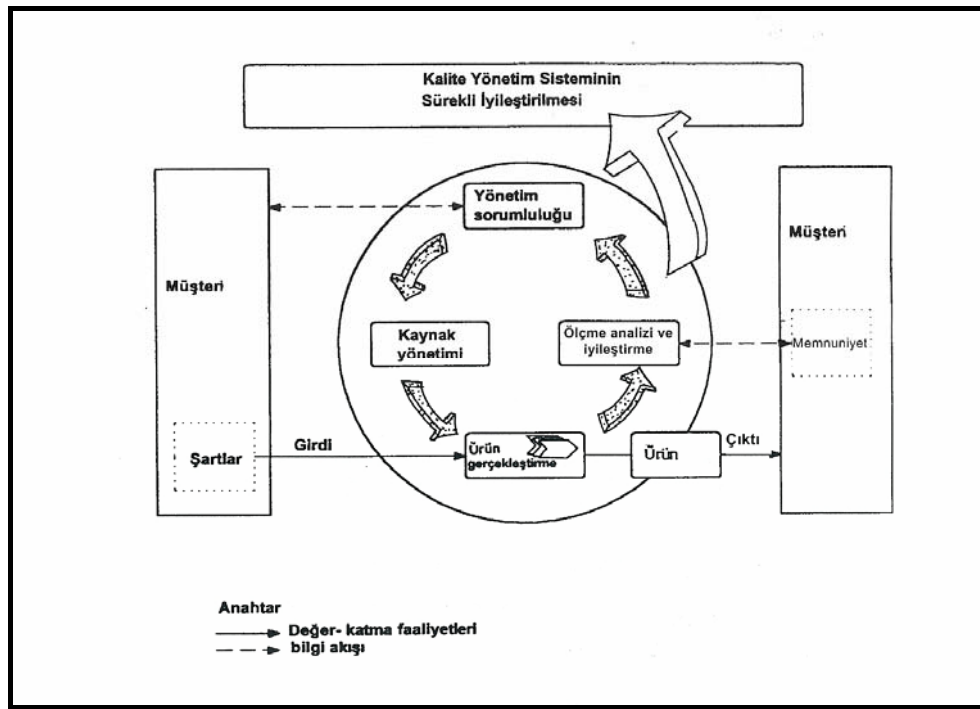 Kalite Yönetim Sisteminin
Sürekli İyileştirilmesi
Yönetim
sorumluluğu
Müşteri
Müşteri
Kaynak
yönetimi
Ölçme analizi ve
iyileştirme
Memnuniyet
Şartlar
Girdi
Ürün
gerçekleştirme
Ürün
Çıktı
Anahtar
Değer- katma faaliyetleri
bilgi akışı